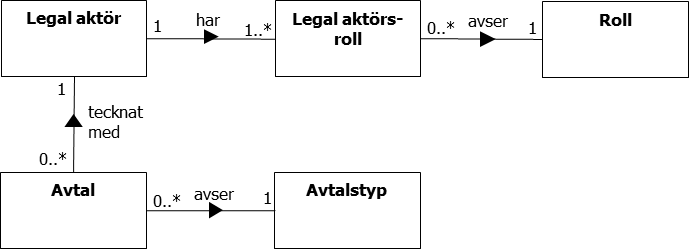 Legal aktör
1
har
1..*
Legal aktörs-
roll
0..*
avser
1
Roll
1
tecknat
med
0..*
Avtal
0..*
avser
1
Avtalstyp